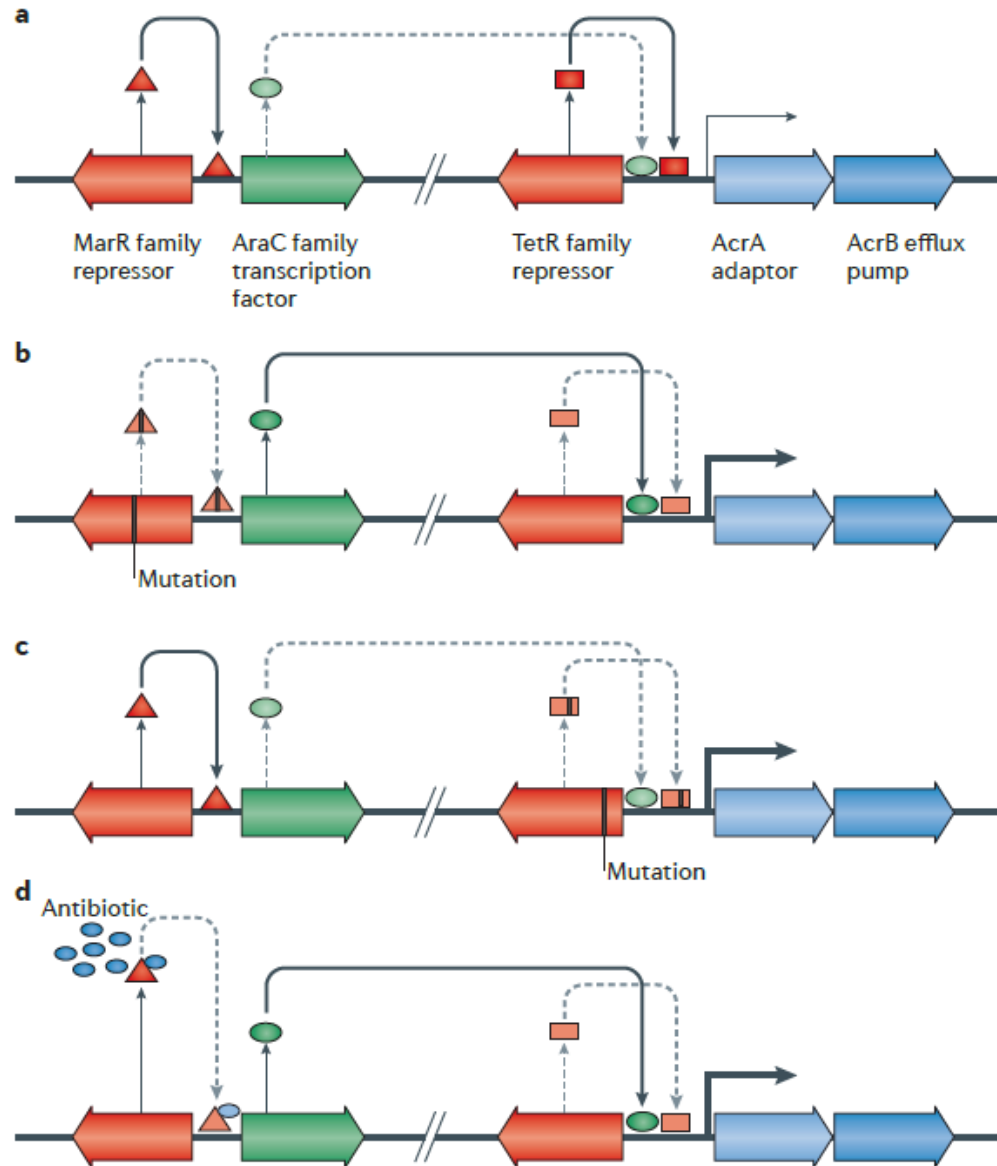 a
MarR family
repressor
AraC family
transcription
factor
TetR family
repressor
AcrA
adaptor
AcrB efflux
pump
b
Mutation
c
Mutation
d
Antibiotic